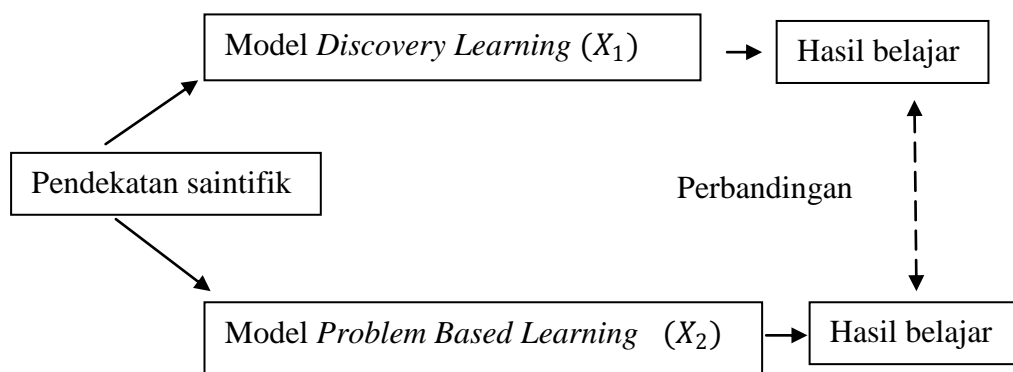 Model Discovery Learning (X₁)
Hasil belajar
Pendekatan saintifik
Perbandingan
Model Problem Based Learning (X₂)
Hasil belajar